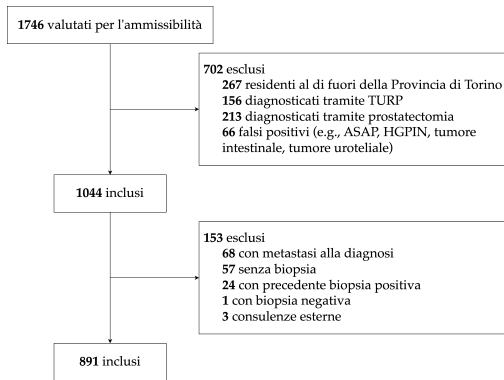 1746 valutati per l'ammissibilità
702 esclusi
267 residenti al di fuori della Provincia di Torino
156 diagnosticati tramite TURP
213 diagnosticati tramite prostatectomia
66 falsi positivi (e.g., ASAP, HGPIN, tumore
intestinale, tumore uroteliale)
1044 inclusi
153 esclusi
68 con metastasi alla diagnosi
57 senza biopsia
24 con precedente biopsia positiva
1 con biopsia negativa
3 consulenze esterne
891 inclusi